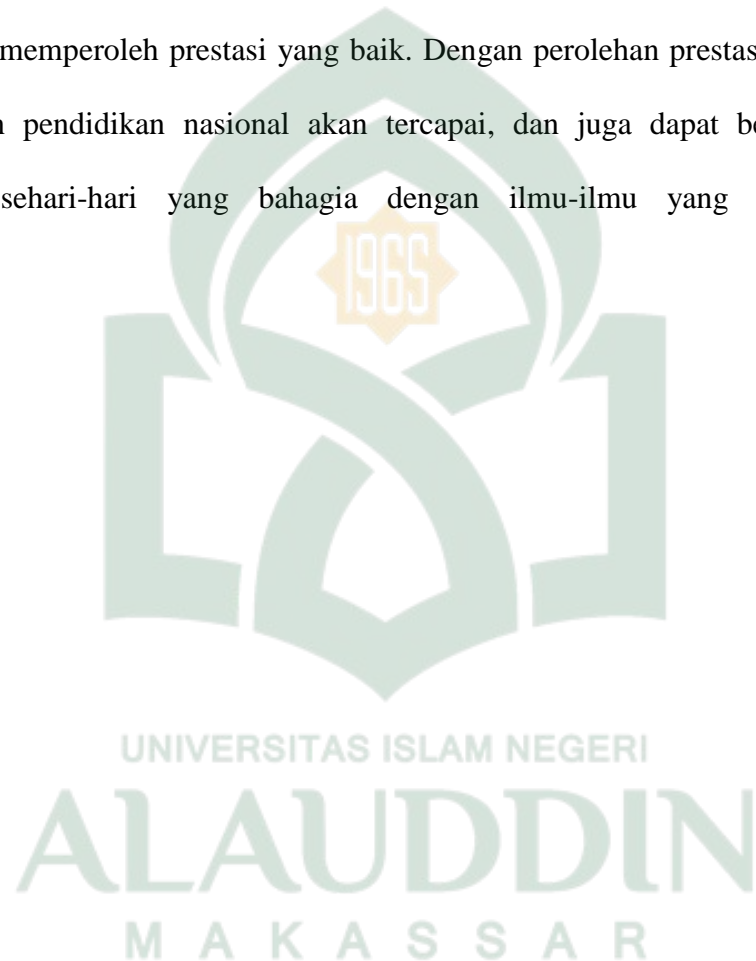 memperoleh prestasi yang baik. Dengan perolehan prestas
pendidikan nasional akan tercapai, dan juga dapat
sehari-hari yang bahagia dengan ilmu-ilmu yang
1965
UNIVERSITAS ISLAM NEGERI
ALAUDDIN
MAKASSAR